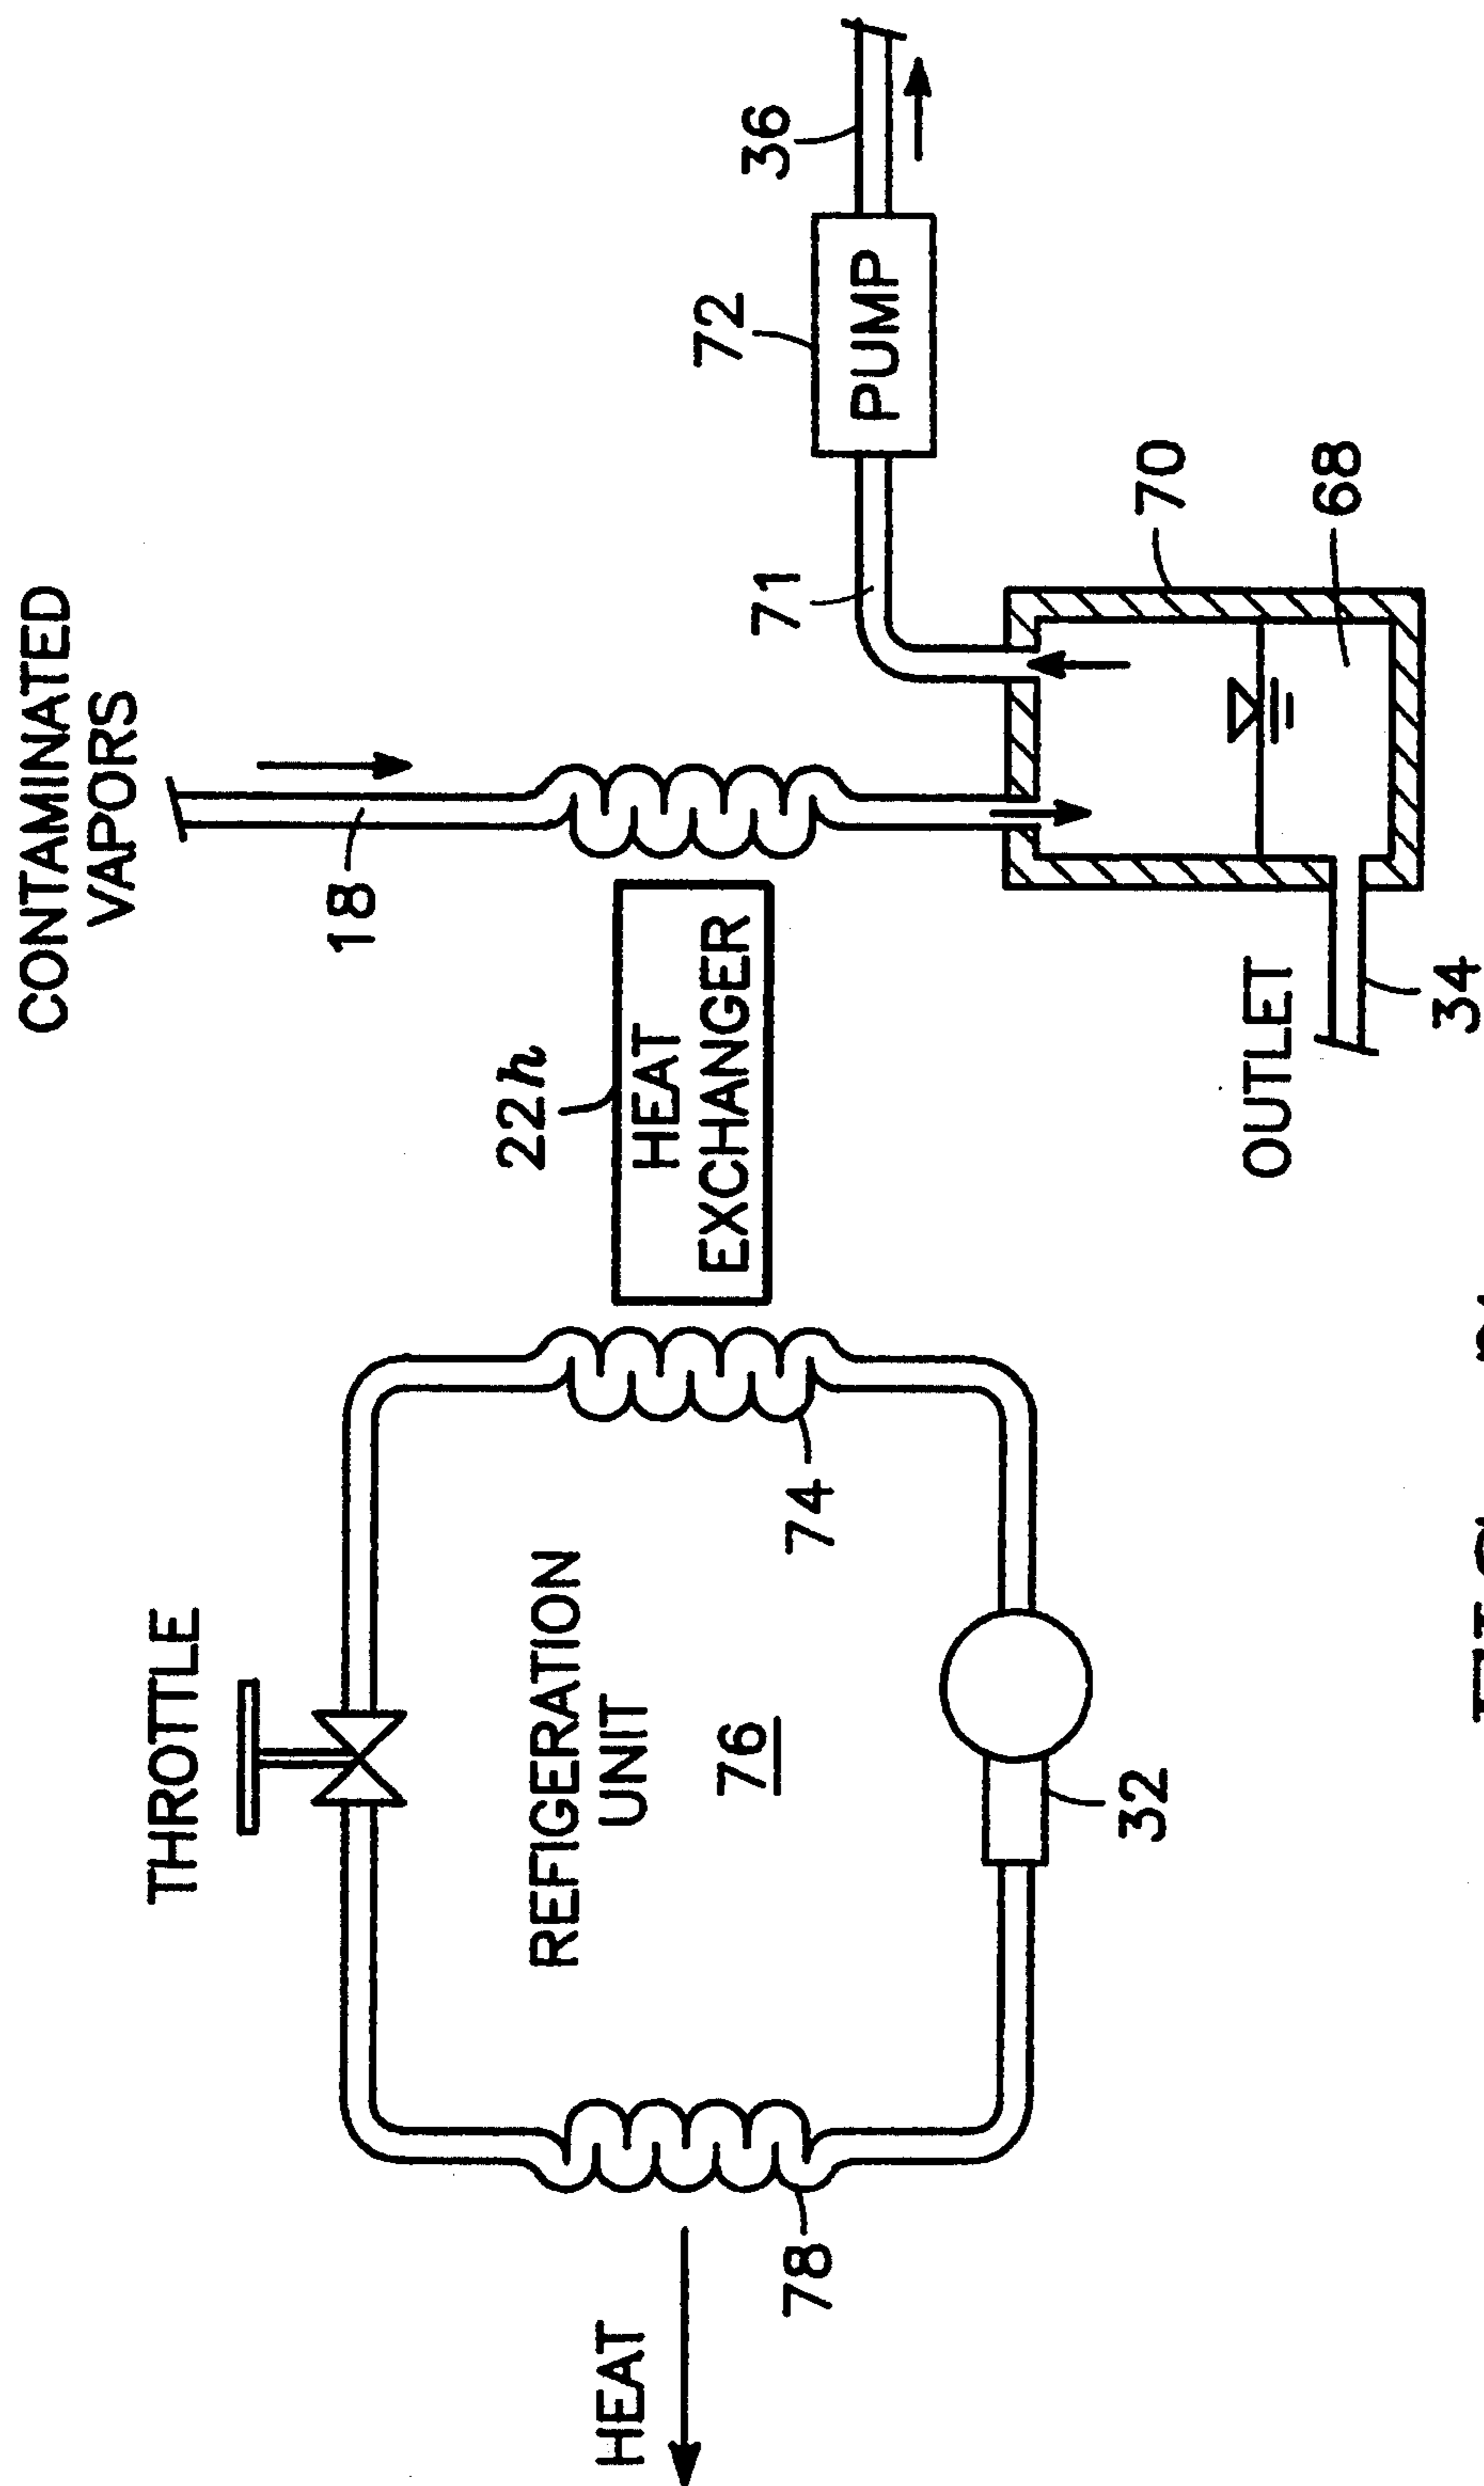 CONTAMINATED
VAPORS
THROTTLE
18
22h
REFIGERATION
UNIT
HEAT
HEAT
EXCHANGER
72
76
36
71
78
74
PUMP
32
70
OUTLET
68
34